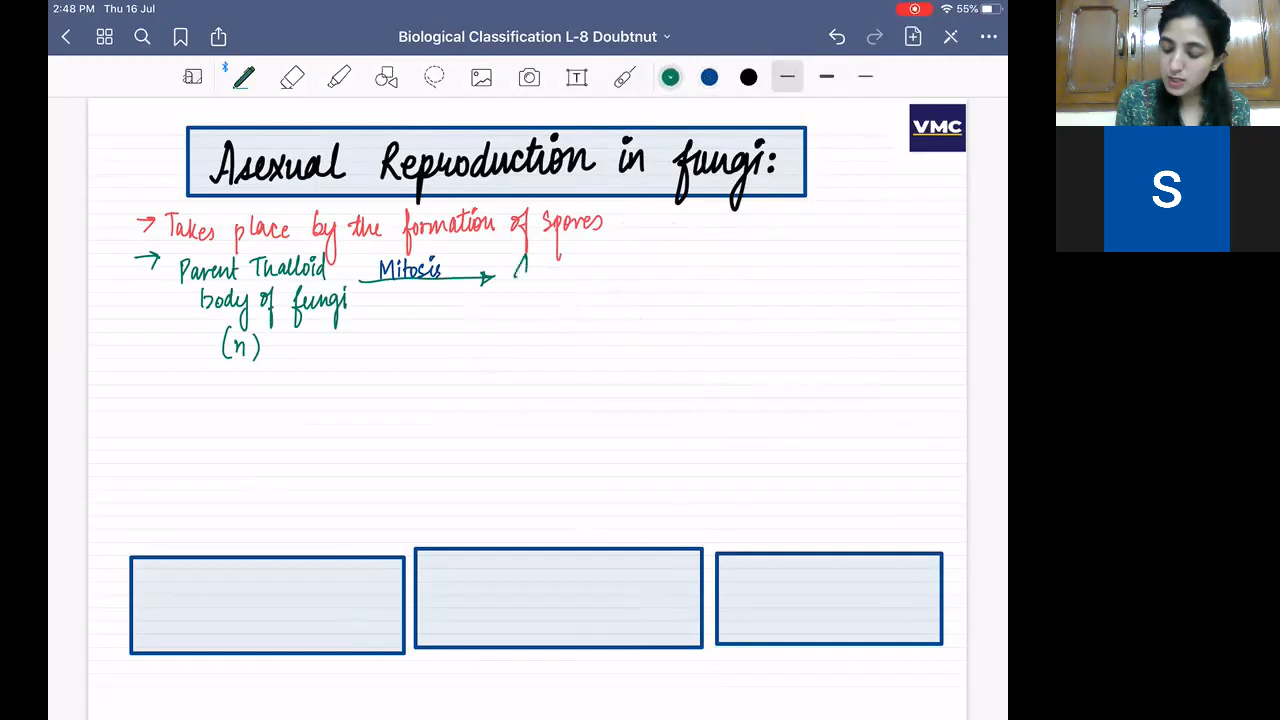 2:48 PM Thu 16 Jul
55%
Biological Classification L-8 Doubtnut
T
VMC
Asexual Reproduction in fungi:
→ Takes place by the formation of Spores
→ Parent Thalloid Mitosis
body of fungi
(n)
S